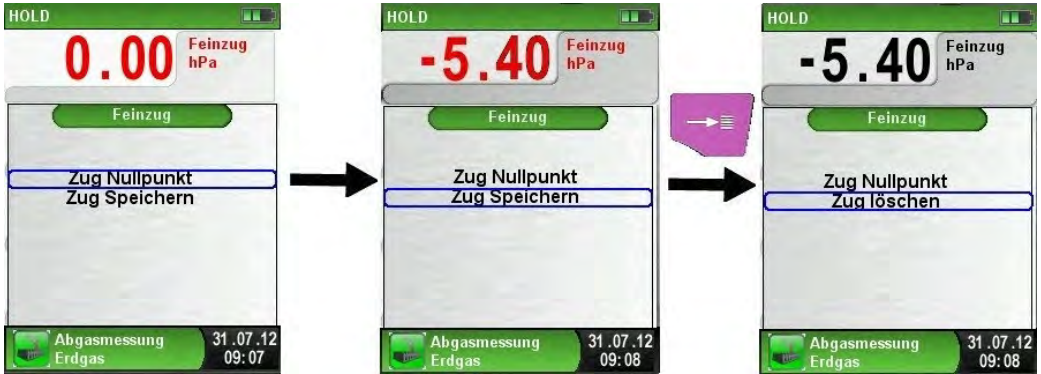 HOLD
0.00 Feinzug
hPa
Feinzug
Zug Nullpunkt
Zug Speichern
Abgasmessung 31.07.12
Erdgas 09:07
HOLD
-5.40 Feinzug
hPa
Feinzug
Zug Nullpunkt
Zug Speichern
Abgasmessung 31.07.12
Erdgas 09:08
HOLD
-5.40 Feinzug
hPa
Feinzug
Zug Nullpunkt
Zug löschen
Abgasmessung 31.07.12
Erdgas 09:08